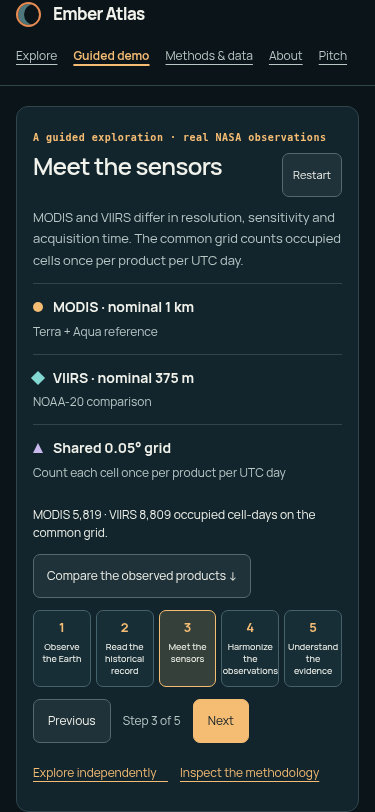 Ember Atlas
Explore Guided demo Methods & data About Pitch
A guided exploration · real NASA observations
Meet the sensors
Restart
MODIS and VIIRS differ in resolution, sensitivity and
acquisition time. The common grid counts occupied
cells once per product per UTC day.
MODIS · nominal 1 km
Terra + Aqua reference
VIIRS · nominal 375 m
NOAA-20 comparison
Shared 0.05° grid
Count each cell once per product per UTC day
MODIS 5,819 · VIIRS 8,809 occupied cell-days on the
common grid.
Compare the observed products ↓
1
Observe
the Earth
2
Read the
historical
record
3
Meet the
sensors
4
Harmonize
the
observations
5
Understand
the
evidence
Previous Step 3 of 5 Next
Explore independently Inspect the methodology